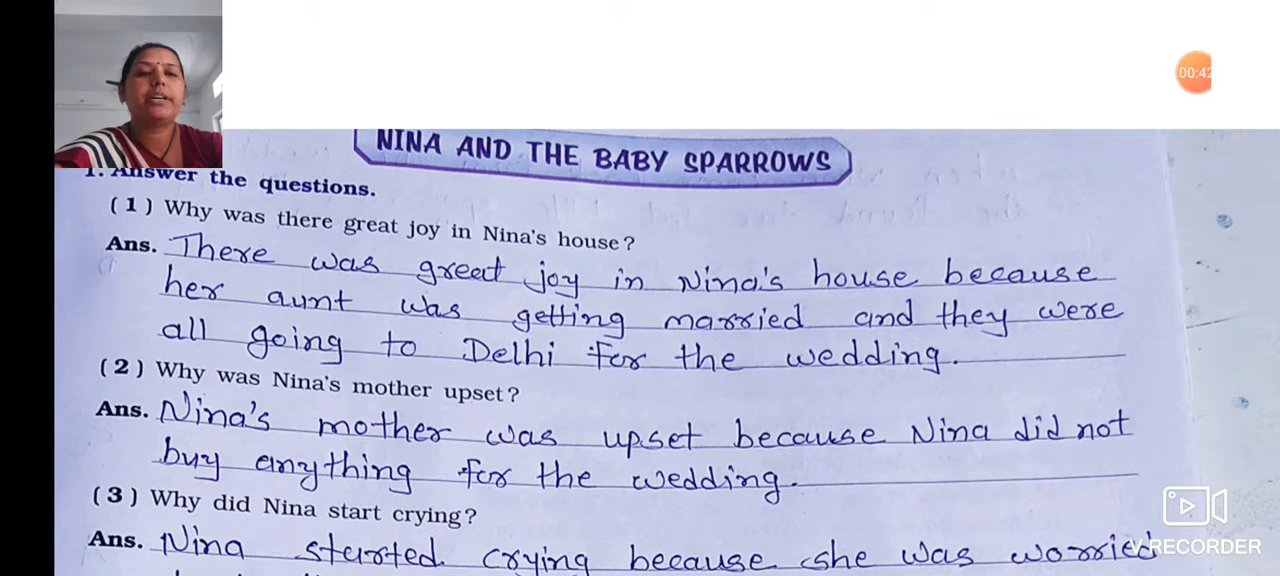 00:42
NINA AND THE BABY SPARROWS
1. Answer the questions.
(1) Why was there great joy in Nina's house?
Ans. There was great joy in Nina's house because
her aunt was getting married and they were
all going to Delhi for the wedding.
(2) Why was Nina's mother upset?
Ans. Nina's mother was upset because Nina did not
buy anything for the wedding.
(3) Why did Nina start crying?
Ans. Nina started crying because she was worried
V RECORDER